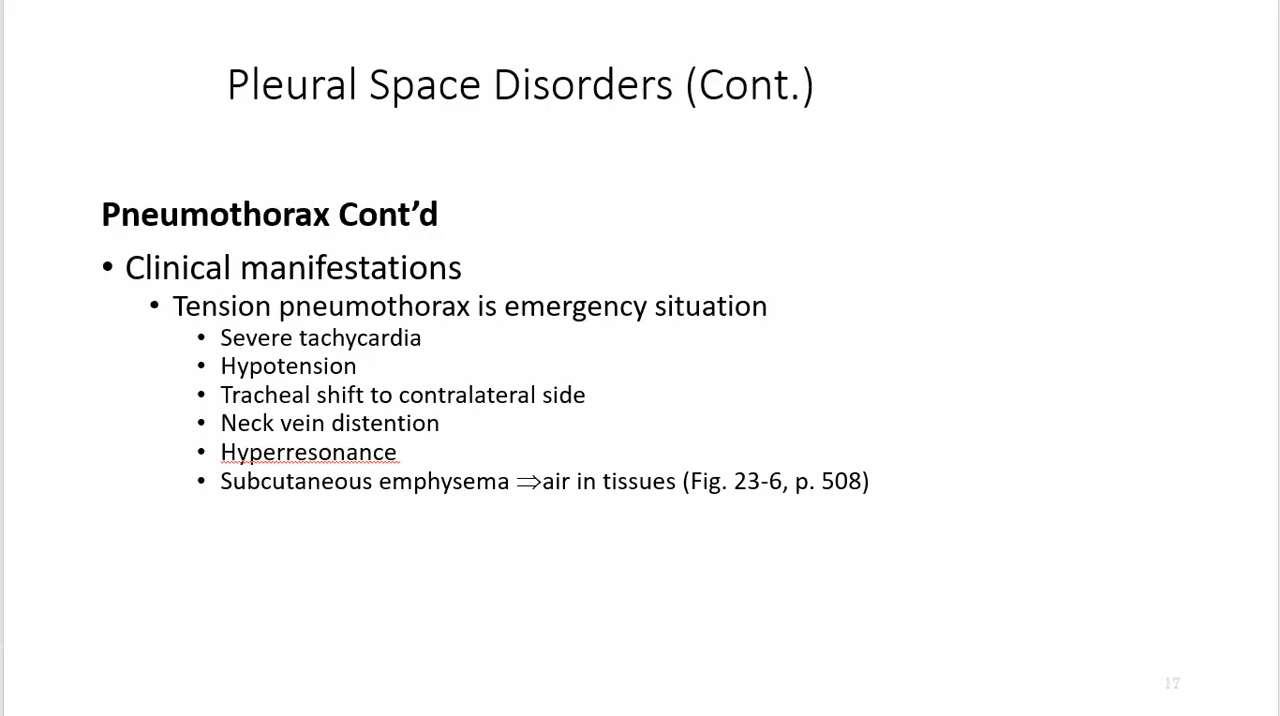 Pleural Space Disorders (Cont.)
Pneumothorax Cont’d
• Clinical manifestations
• Tension pneumothorax is emergency situation
• Severe tachycardia
• Hypotension
• Tracheal shift to contralateral side
• Neck vein distention
• Hyperresonance
• Subcutaneous emphysema ⇒air in tissues (Fig. 23-6, p. 508)
17